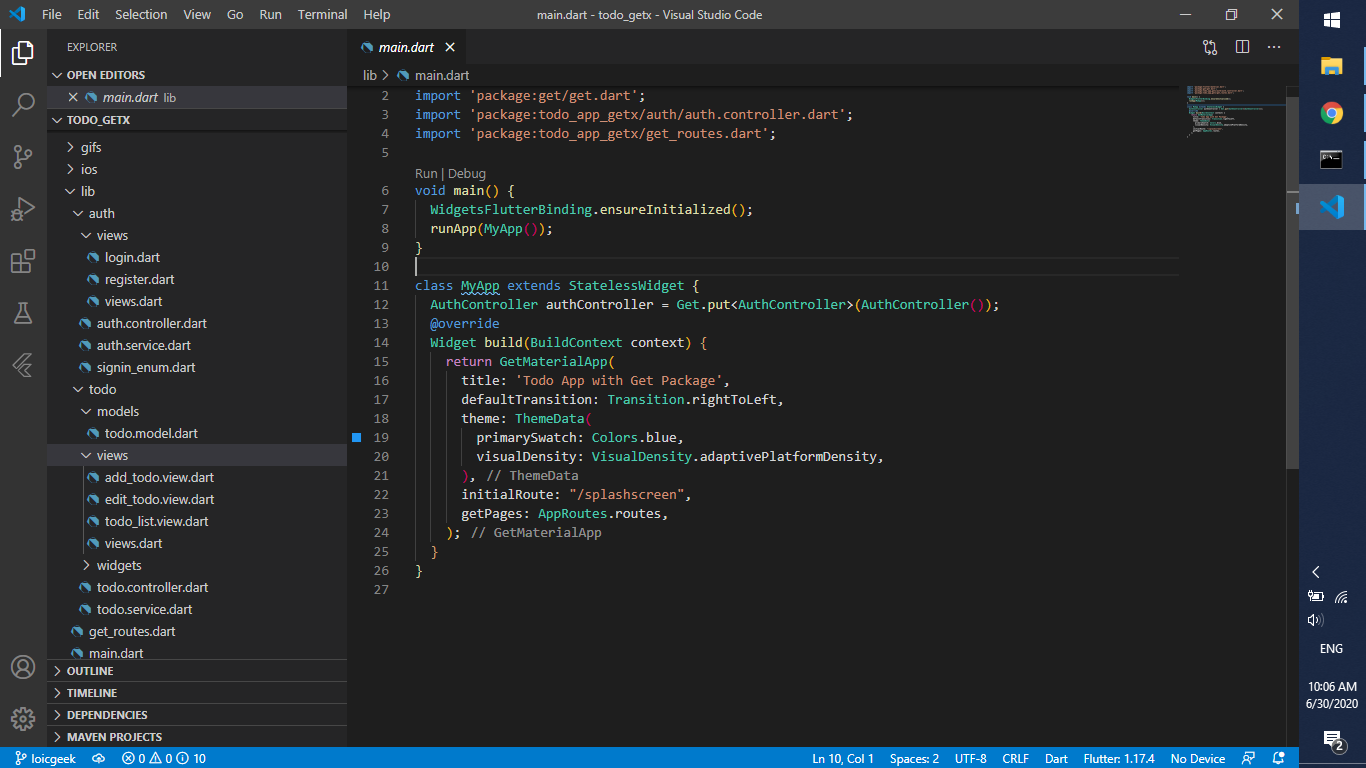 File Edit Selection View Go Run Terminal Help
main.dart - todo_getx - Visual Studio Code
EXPLORER
OPEN EDITORS
main.dart lib
TODO_GETX
gifs
ios
lib
auth
views
login.dart
register.dart
views.dart
auth.controller.dart
auth.service.dart
signin_enum.dart
todo
models
todo.model.dart
views
add_todo.view.dart
edit_todo.view.dart
todo_list.view.dart
views.dart
widgets
todo.controller.dart
todo.service.dart
get_routes.dart
main.dart
OUTLINE
TIMELINE
DEPENDENCIES
MAVEN PROJECTS
main.dart
lib > main.dart
2 import 'package:get/get.dart';
3 import 'package:todo_app_getx/auth/auth.controller.dart';
4 import 'package:todo_app_getx/get_routes.dart';
5
Run | Debug
6 void main() {
7 WidgetsFlutterBinding.ensureInitialized();
8 runApp(MyApp());
9 }
10
11 class MyApp extends StatelessWidget {
12 AuthController authController = Get.put<AuthController>(AuthController());
13 @override
14 Widget build(BuildContext context) {
15 return GetMaterialApp(
16 title: 'Todo App with Get Package',
17 defaultTransition: Transition.rightToLeft,
18 theme: ThemeData(
19 primarySwatch: Colors.blue,
20 visualDensity: VisualDensity.adaptivePlatformDensity,
21 ), // ThemeData
22 initialRoute: "/splashscreen",
23 getPages: AppRoutes.routes,
24 ); // GetMaterialApp
25 }
26 }
27
loicgeek 0 0 10
Ln 10, Col 1 Spaces: 2 UTF-8 CRLF Dart Flutter: 1.17.4 No Device
ENG
10:06 AM
6/30/2020
2